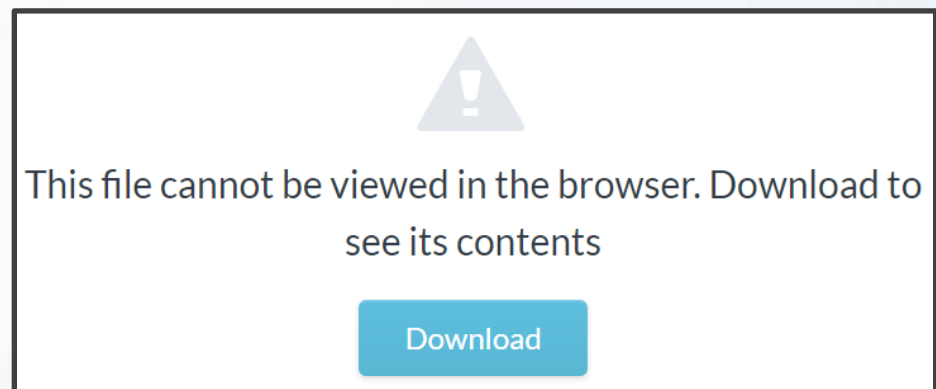 This file cannot be viewed in the browser. Download to
see its contents
Download